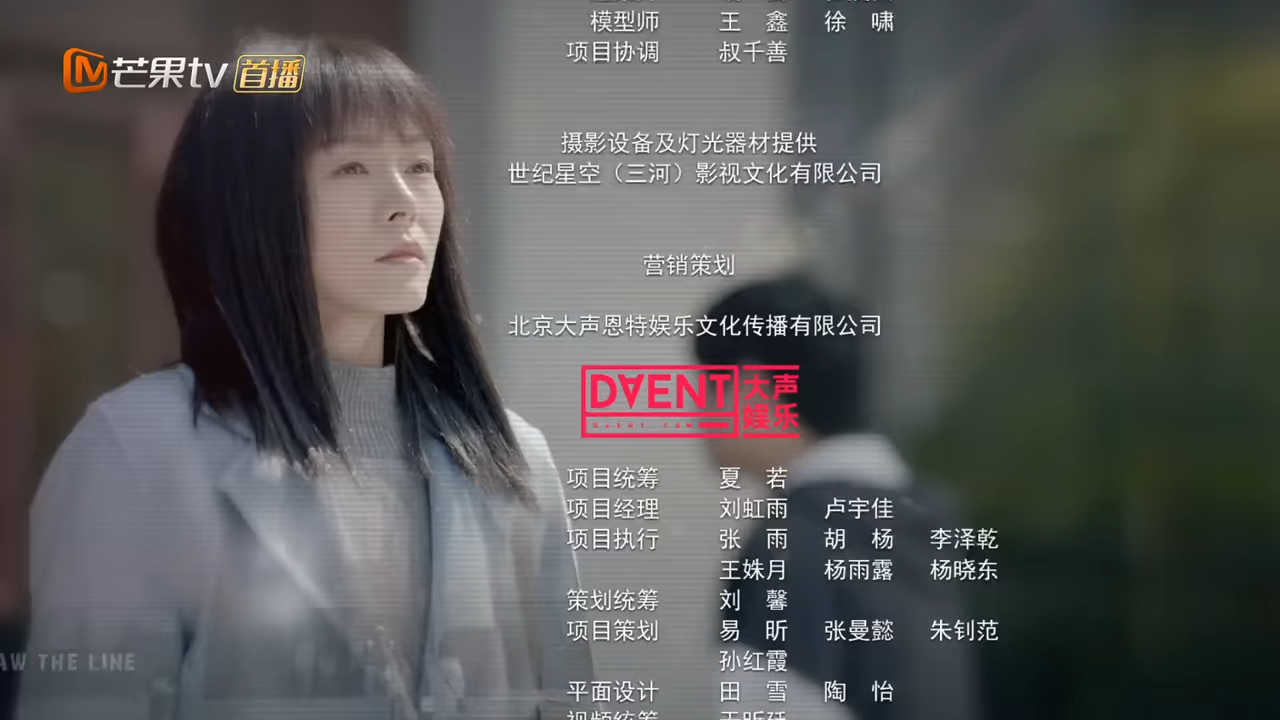 模型师 王 鑫 徐 啸
项目协调 叔千善
芒果tv 首播
摄影设备及灯光器材提供
世纪星空（三河）影视文化有限公司
营销策划
北京大声恩特娱乐文化传播有限公司
DAENT 大声
娱乐
项目统筹 夏 若
项目经理 刘虹雨 卢宇佳
项目执行 张 雨 胡 杨 李泽乾
王姝月 杨雨露 杨晓东
策划统筹 刘 馨
项目策划 易 昕 张曼懿 朱钊范
孙红霞
AW THE LINE
平面设计 田 雪 陶 怡
视频统筹